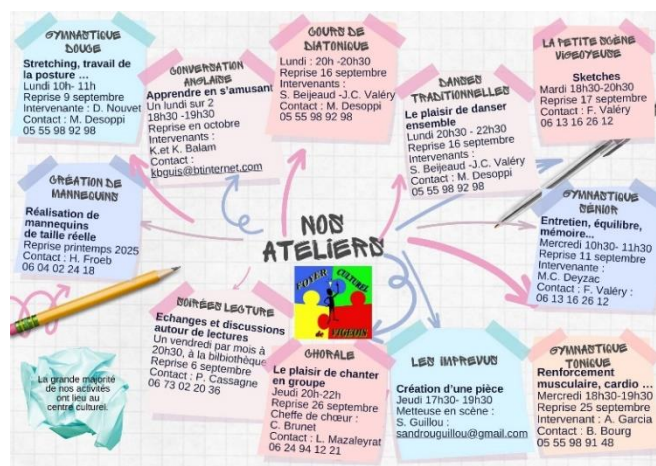 GYMNASTIQUE
DOUCE
Stretching, travail de
la posture ...
Lundi 10h- 11h
Reprise 9 septembre
Intervenante : D. Nouvet
Contact : M. Desoppi
05 55 98 92 98
CONVERSATION
ANGLAISE
Apprendre en s'amusant
Un lundi sur 2
18h30 -19h30
Reprise en octobre
Intervenants :
K.et K. Balam
Contact :
kbguis@btinternet.com
COURS DE
DIATONIQUE
Lundi : 20h -20h30
Reprise 16 septembre
Intervenants :
S. Beijeaud -J.C. Valéry
Contact : M. Desoppi
05 55 98 92 98
DANSES
TRADITIONNELLES
Le plaisir de danser
ensemble
Lundi 20h30 - 22h30
Reprise 16 septembre
Intervenants :
S. Beijeaud -J.C. Valéry
Contact : M. Desoppi
05 55 98 92 98
LA PETITE SCÈNE
VIGEOYEUSE
Sketches
Mardi 18h30-20h30
Reprise 17 septembre
Contact : F. Valéry
06 13 16 26 12
CRÉATION DE
MANNEQUINS
Réalisation de
mannequins
de taille réelle
Reprise printemps 2025
Contact : H. Froeb
06 04 02 24 18
NOS
ATELIERS
FOYER CULTUREL
de VIGEOIS
GYMNASTIQUE
SÉNIOR
Entretien, équilibre,
mémoire...
Mercredi 10h30- 11h30
Reprise 11 septembre
Intervenante :
M.C. Deyzac
Contact : F. Valéry :
06 13 16 26 12
La grande majorité
de nos activités
ont lieu au
centre culturel.
SOIRÉES LECTURE
Echanges et discussions
autour de lectures
Un vendredi par mois à
20h30, à la bilbiothèque
Reprise 6 septembre
Contact : P. Cassagne
06 73 02 20 36
CHORALE
Le plaisir de chanter
en groupe
Jeudi 20h-22h
Reprise 26 septembre
Cheffe de chœur :
C. Brunet
Contact : L. Mazaleyrat
06 24 94 12 21
LES IMPREVUS
Création d'une pièce
Jeudi 17h30- 19h30
Metteuse en scène :
S. Guillou :
sandrouguillou@gmail.com
GYMNASTIQUE
TONIQUE
Renforcement
musculaire, cardio ...
Mercredi 18h30-19h30
Reprise 25 septembre
Intervenant : A. Garcia
Contact : B. Bourg
05 55 98 91 48